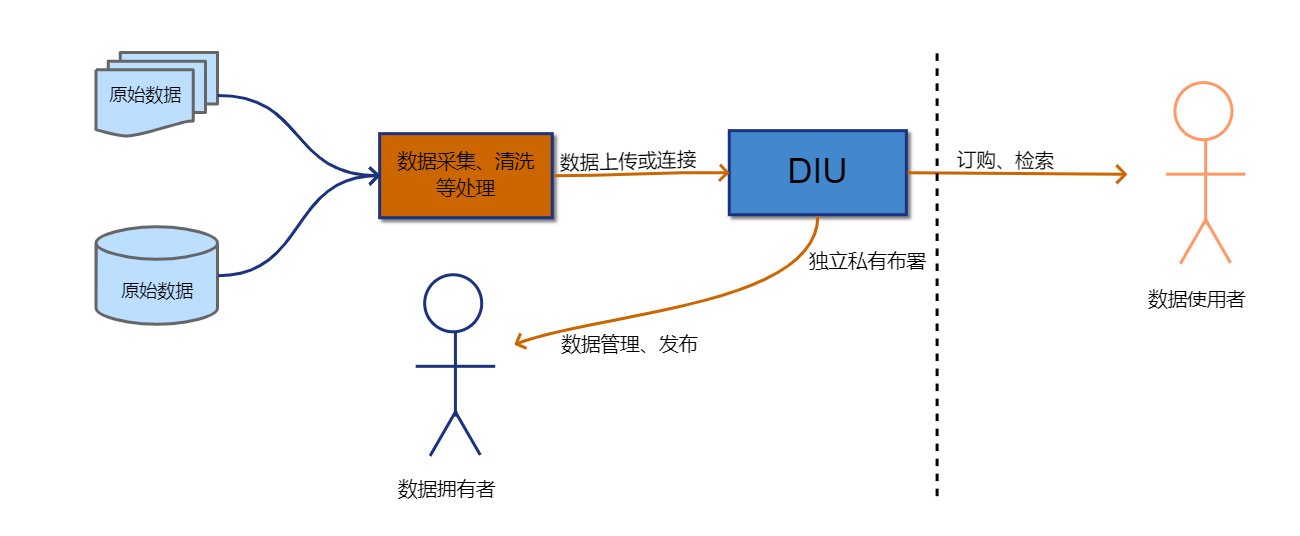 原始数据
原始数据
数据采集、清洗
等处理
数据上传或连接
DIU
订购、检索
独立私有布署
数据管理、发布
数据拥有者
数据使用者